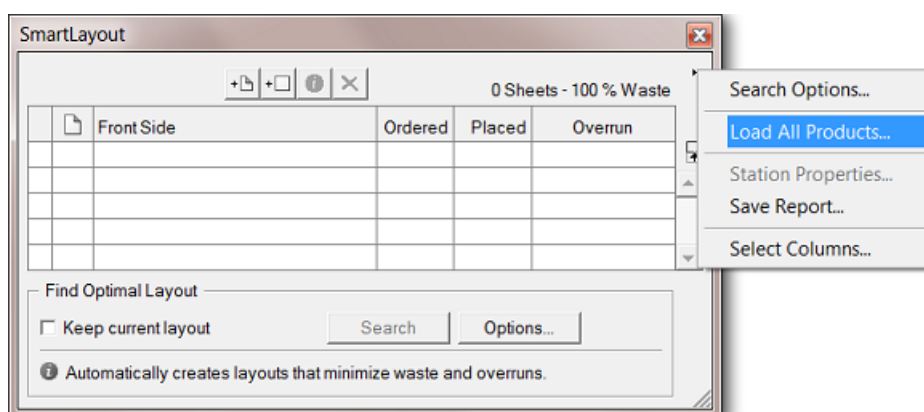 SmartLayout
0 Sheets - 100 % Waste
Front Side Ordered Placed Overrun
Find Optimal Layout
Keep current layout Search Options...
Automatically creates layouts that minimize waste and overruns.
Search Options...
Load All Products...
Station Properties...
Save Report...
Select Columns...